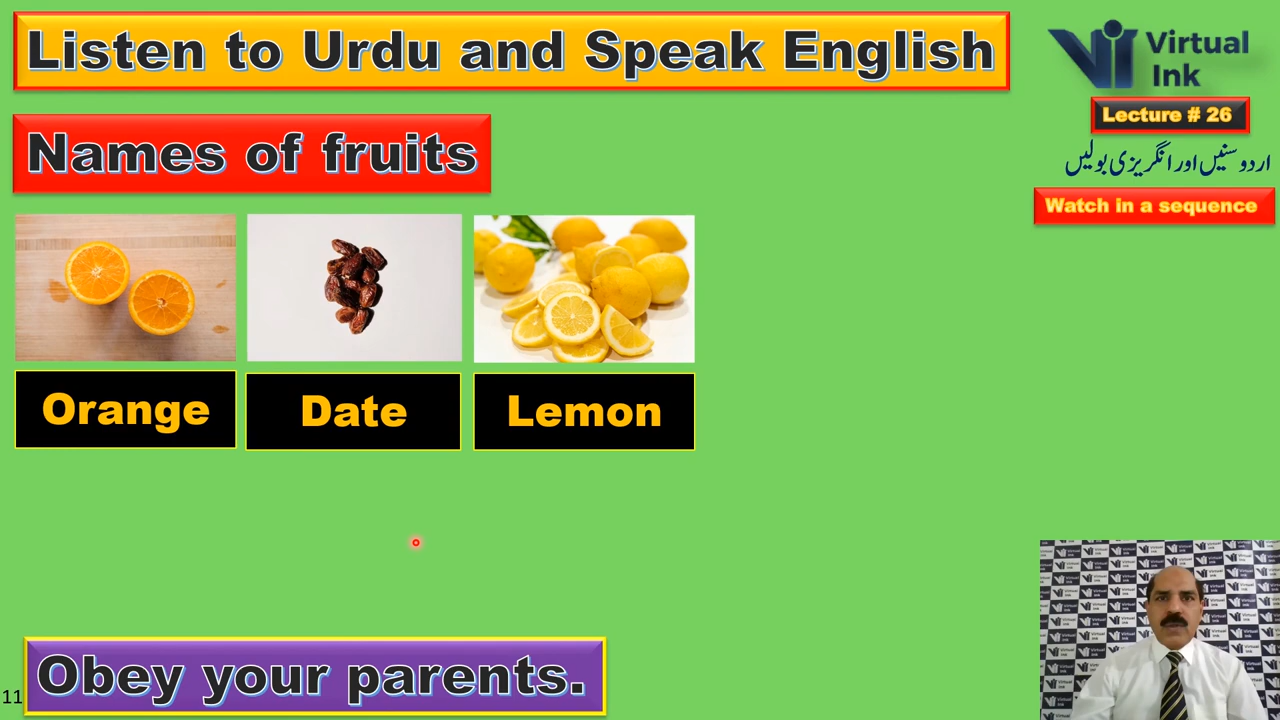 Listen to Urdu and Speak English
Virtual
Ink
Lecture # 26
Names of fruits
اردو سنیں اور انگریزی بولیں
Watch in a sequence
Orange
Date
Lemon
Obey your parents.
11